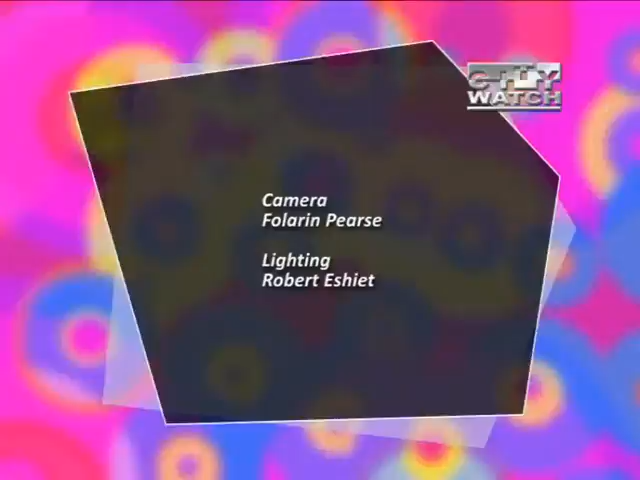 CITY
WATCH
Camera
Folarin Pearse
Lighting
Robert Eshiet